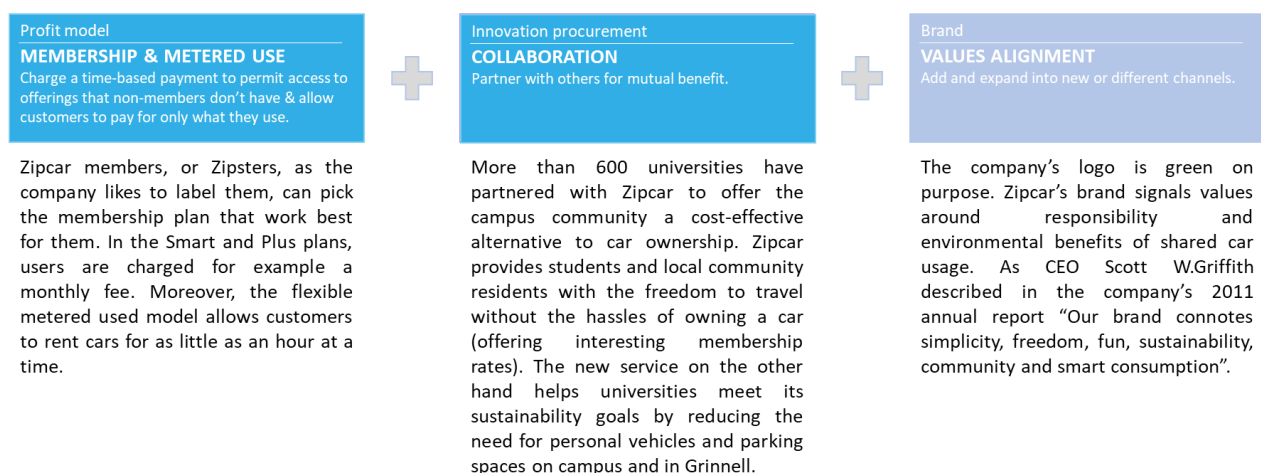 Profit model
MEMBERSHIP & METERED USE
Charge a time-based payment to permit access to
offerings that non-members don't have & allow
customers to pay for only what they use.
Zipcar members, or Zipsters, as the
company likes to label them, can pick
the membership plan that work best
for them. In the Smart and Plus plans,
users are charged for example a
monthly fee. Moreover, the flexible
metered used model allows customers
to rent cars for as little as an hour at a
time.
Innovation procurement
COLLABORATION
Partner with others for mutual benefit.
More than 600 universities have
partnered with Zipcar to offer the
campus community a cost-effective
alternative to car ownership. Zipcar
provides students and local community
residents with the freedom to travel
without the hassles of owning a car
(offering interesting membership
rates). The new service on the other
hand helps universities meet its
sustainability goals by reducing the
need for personal vehicles and parking
spaces on campus and in Grinnell.
Brand
VALUES ALIGNMENT
Add and expand into new or different channels.
The company's logo is green on
purpose. Zipcar's brand signals values
around responsibility and
environmental benefits of shared car
usage. As CEO Scott W.Griffith
described in the company's 2011
annual report "Our brand connotes
simplicity, freedom, fun, sustainability,
community and smart consumption".